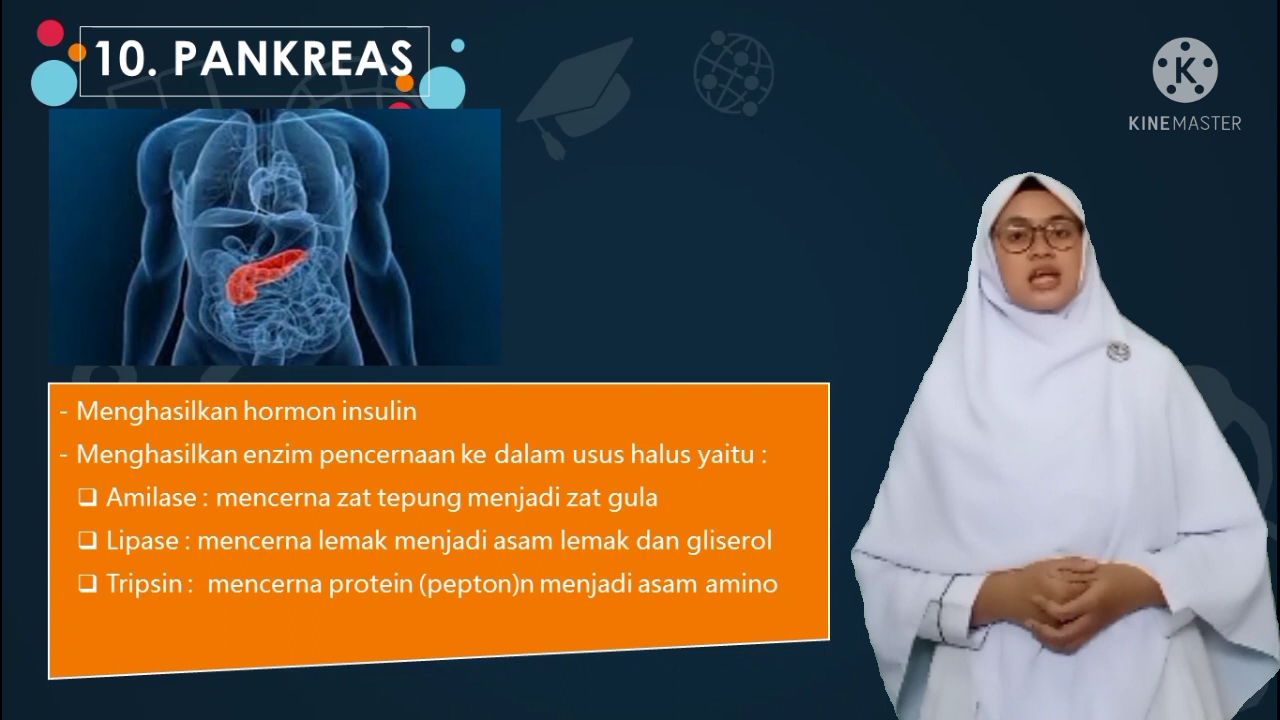 10. PANKREAS
KINEMASTER
- Menghasilkan hormon insulin
- Menghasilkan enzim pencernaan ke dalam usus halus yaitu :
❑ Amilase : mencerna zat tepung menjadi zat gula
❑ Lipase : mencerna lemak menjadi asam lemak dan gliserol
❑ Tripsin : mencerna protein (pepton)n menjadi asam amino